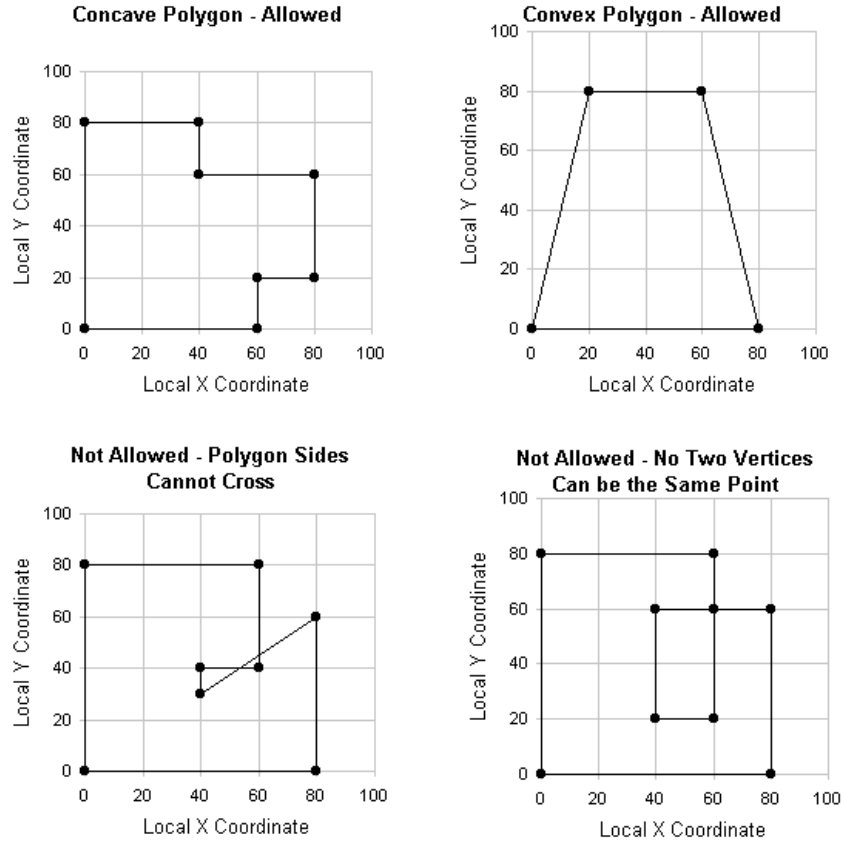 Concave Polygon - Allowed
100
80
60
40
20
0
0 20 40 60 80 100
Local X Coordinate
Local Y Coordinate
Convex Polygon - Allowed
100
80
60
40
20
0
0 20 40 60 80 100
Local X Coordinate
Local Y Coordinate
Not Allowed - Polygon Sides
Cannot Cross
100
80
60
40
20
0
0 20 40 60 80 100
Local X Coordinate
Local Y Coordinate
Not Allowed - No Two Vertices
Can be the Same Point
100
80
60
40
20
0
0 20 40 60 80 100
Local X Coordinate
Local Y Coordinate